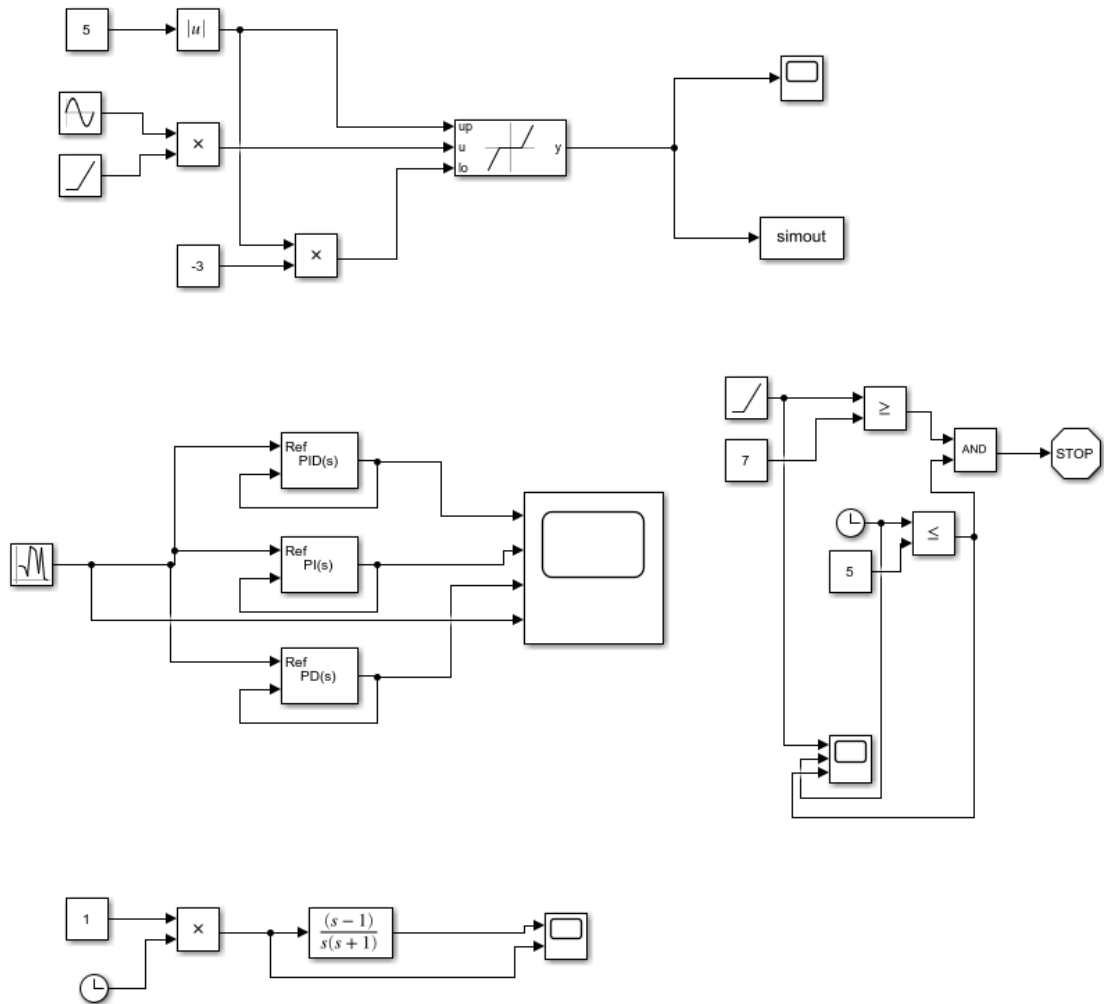 5
|u|
×
up
u
lo
y
simout
-3
×
Ref
PID(s)
Ref
PI(s)
Ref
PD(s)
≥
7
AND
STOP
≤
5
1
×
(s − 1)
s(s + 1)